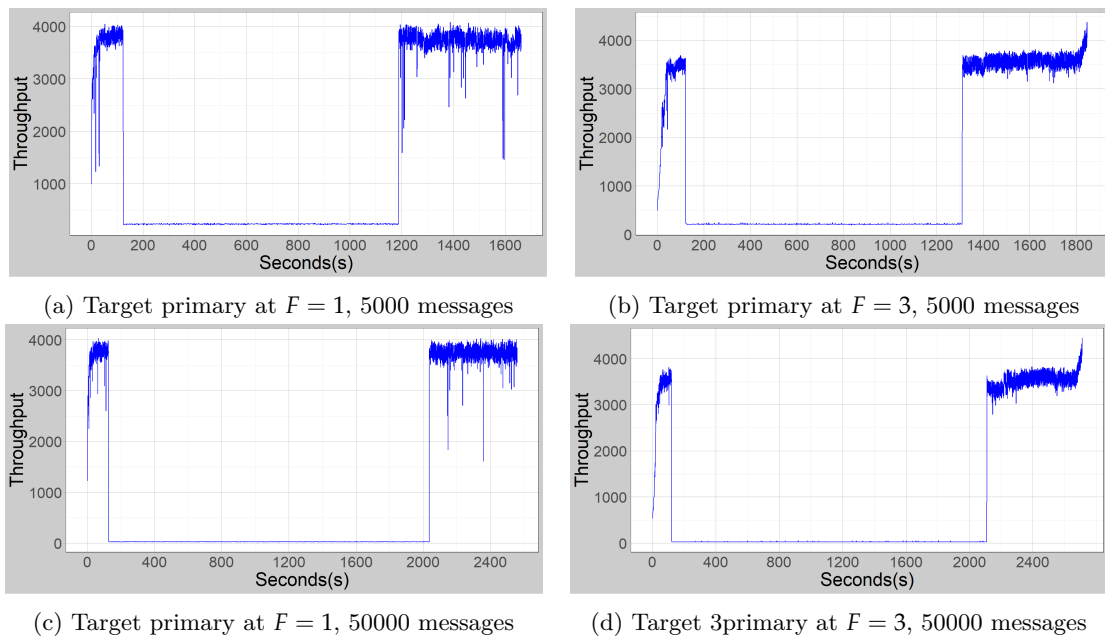 4000
3000
2000
1000
Throughput
0 200 400 600 800 1000 1200 1400 1600
Seconds(s)
(a) Target primary at F = 1, 5000 messages
4000
3000
2000
1000
0
Throughput
0 200 400 600 800 1000 1200 1400 1600 1800
Seconds(s)
(b) Target primary at F = 3, 5000 messages
4000
3000
2000
1000
0
Throughput
0 400 800 1200 1600 2000 2400
Seconds(s)
(c) Target primary at F = 1, 50000 messages
4000
3000
2000
1000
0
Throughput
0 400 800 1200 1600 2000 2400
Seconds(s)
(d) Target 3primary at F = 3, 50000 messages